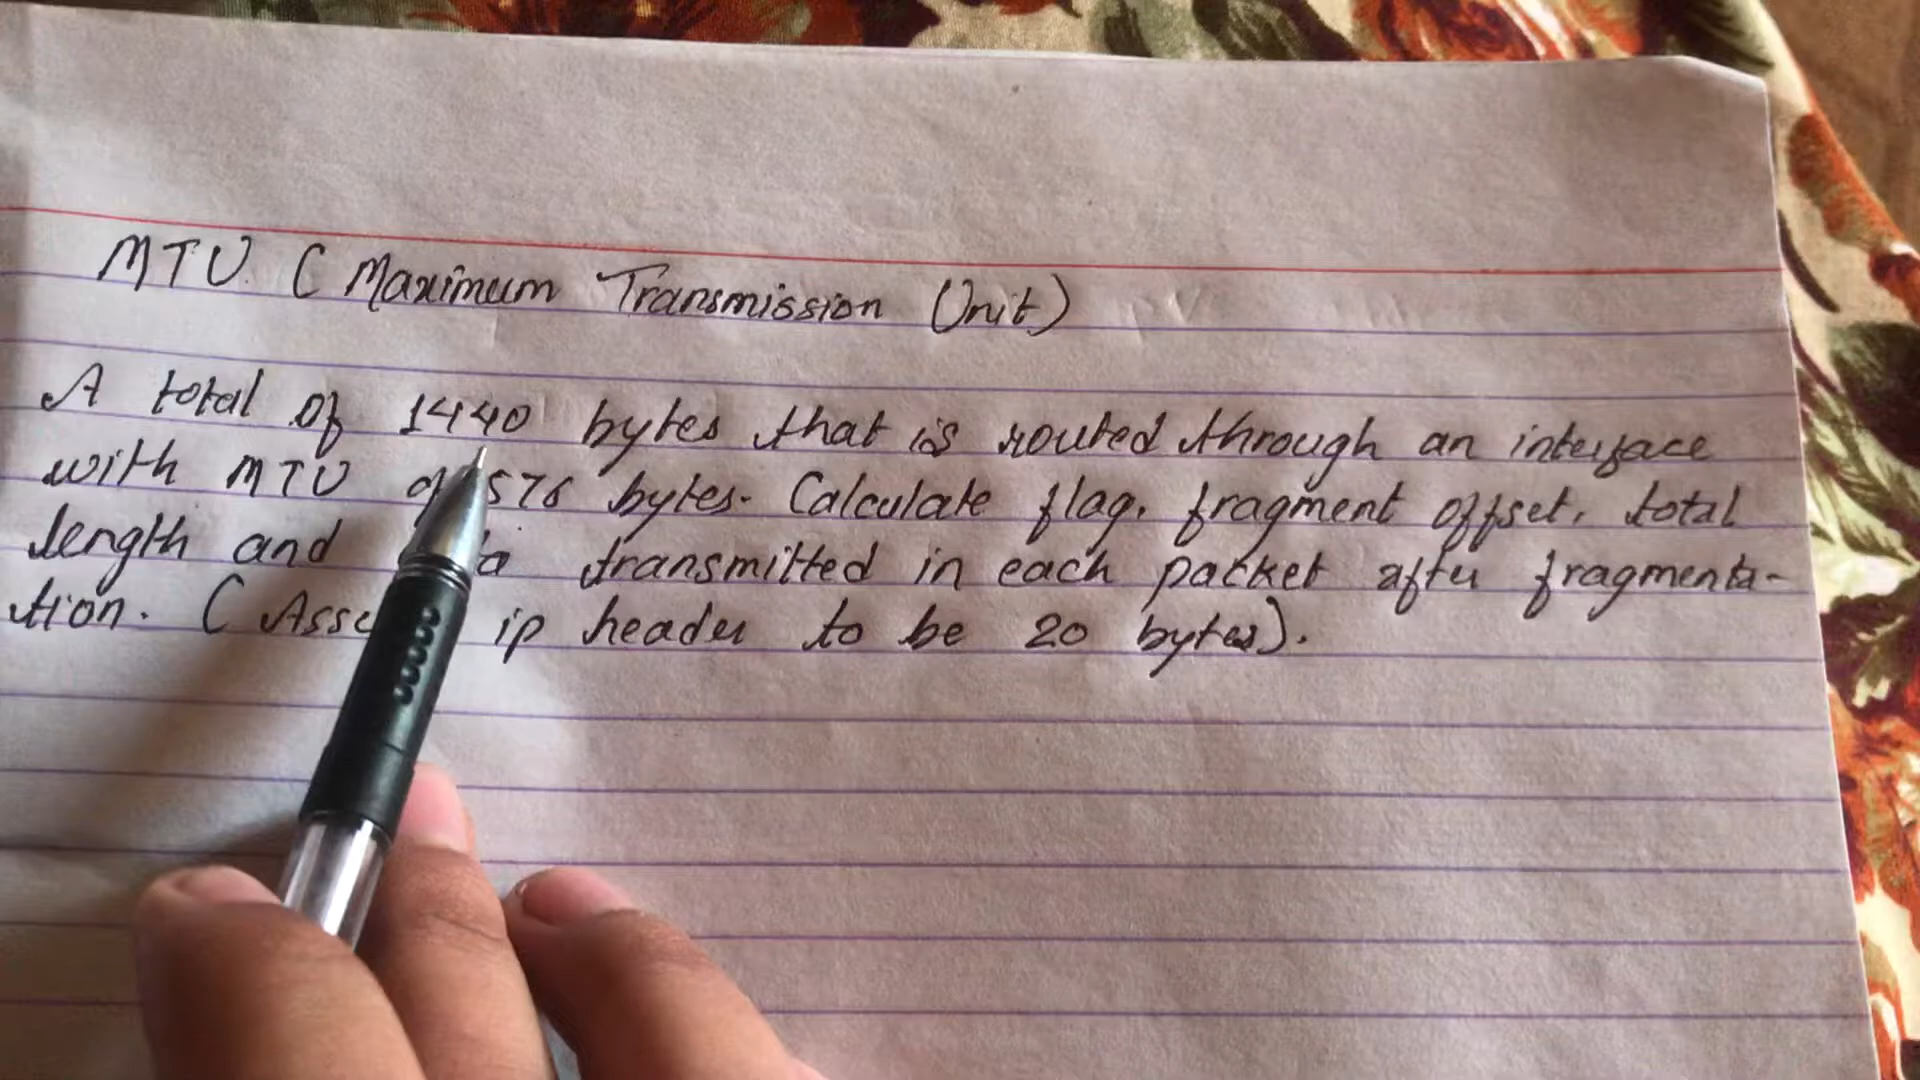 MTU. (Maximum Transmission Unit)
A total of 1440 bytes that is routed through an interface
with MTU 576 bytes. Calculate flag, fragment offset, total
length and transmitted in each packet after fragmenta-
tion. ( ip header to be 20 bytes).